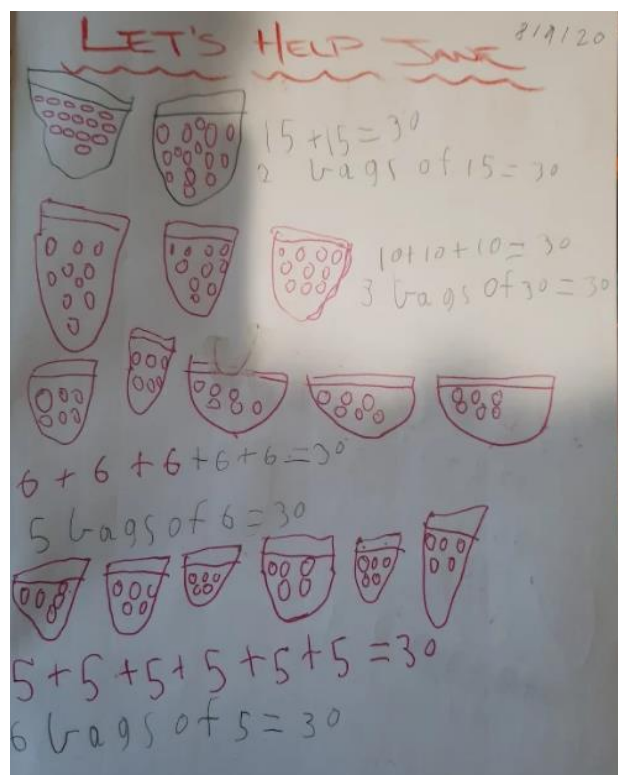 LET'S HELP JANE
8/9/20
15+15=30
2 bags of 15=30
10+10+10=30
3 bags of 30=30
6+6+6+6+6=30
5 bags of 6=30
5+5+5+5+5+5=30
6 bags of 5=30